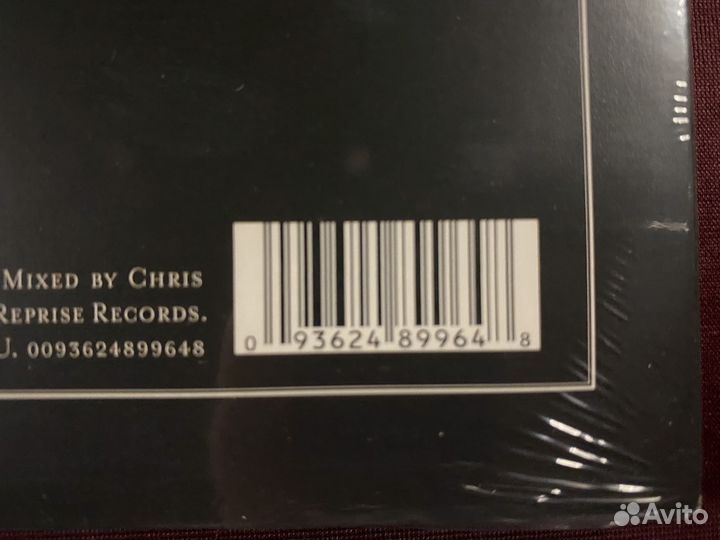 Mixed by Chris
Reprise Records.
U. 0093624899648
0 93624 89964 8
Avito